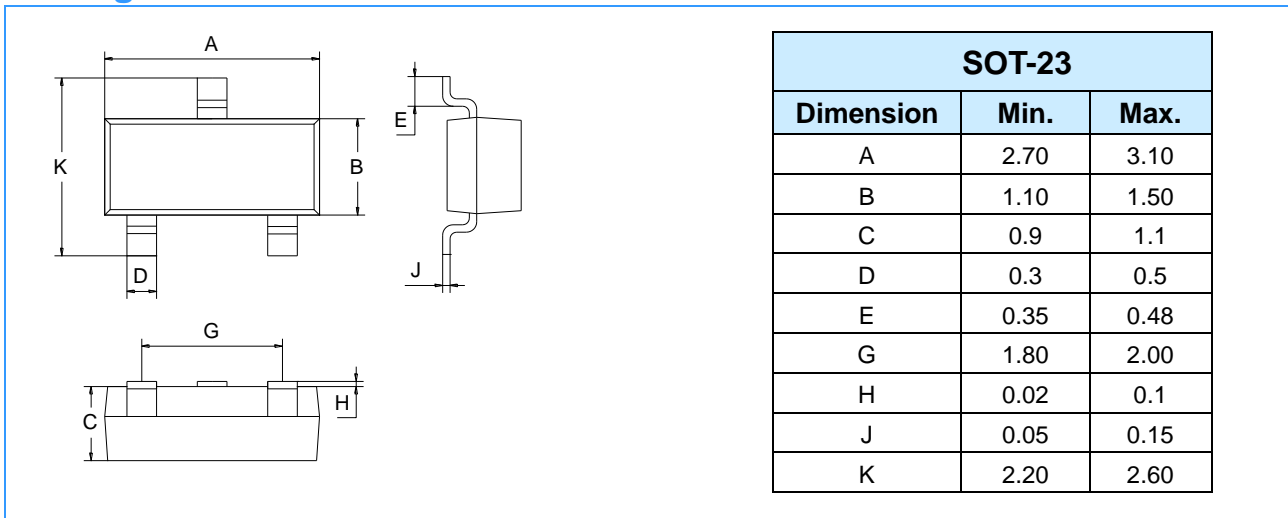 A
E
K
B
D
J
G
H
C
SOT-23
Dimension Min. Max.
A 2.70 3.10
B 1.10 1.50
C 0.9 1.1
D 0.3 0.5
E 0.35 0.48
G 1.80 2.00
H 0.02 0.1
J 0.05 0.15
K 2.20 2.60